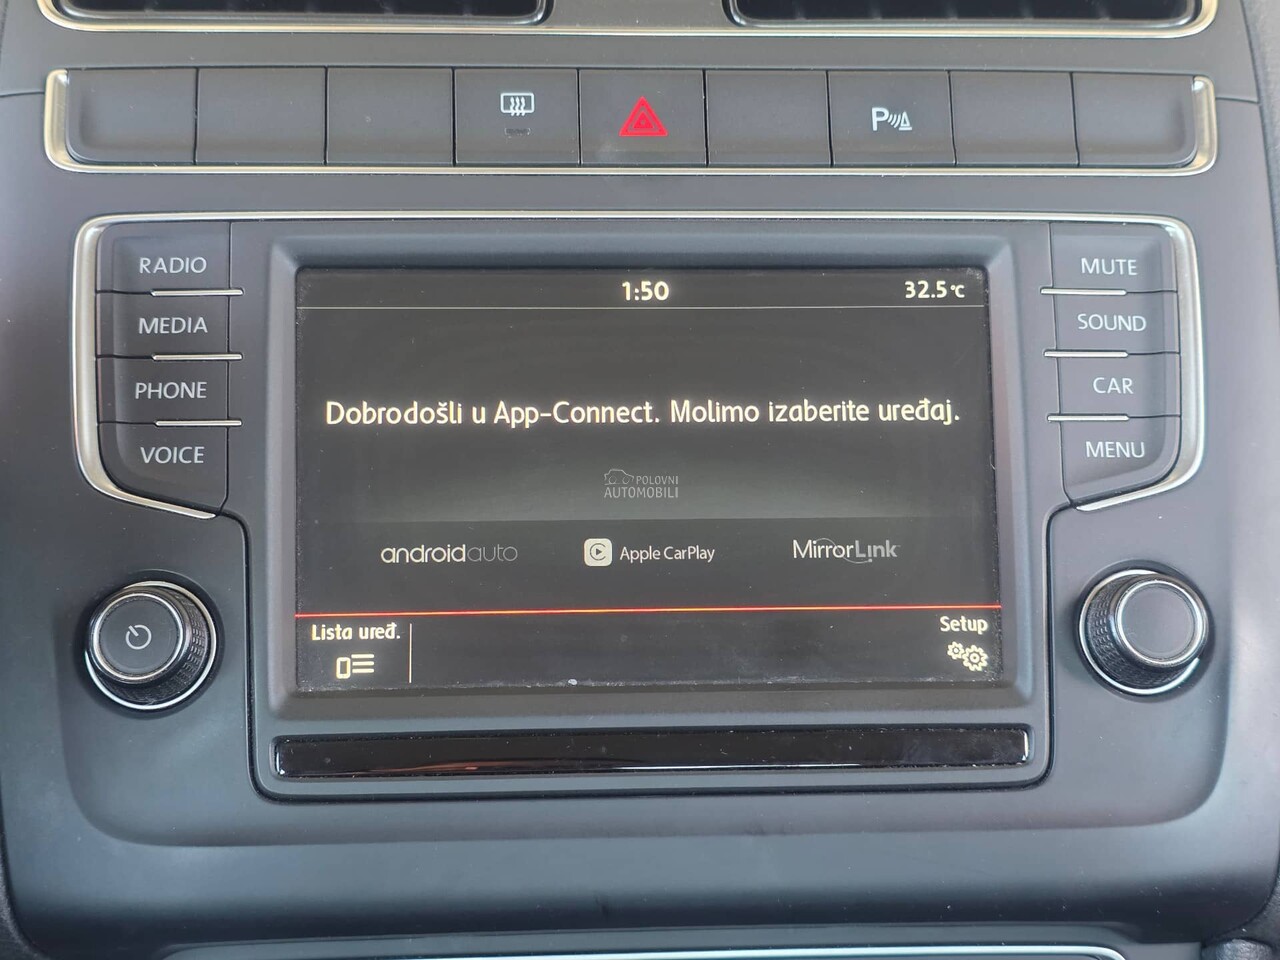 P
RADIO
MEDIA
PHONE
VOICE
1:50
32.5°C
Dobrodošli u App-Connect. Molimo izaberite uređaj.
POLOVNI
AUTOMOBILI
androidauto
Apple CarPlay
MirrorLink
Lista uređ.
Setup
MUTE
SOUND
CAR
MENU